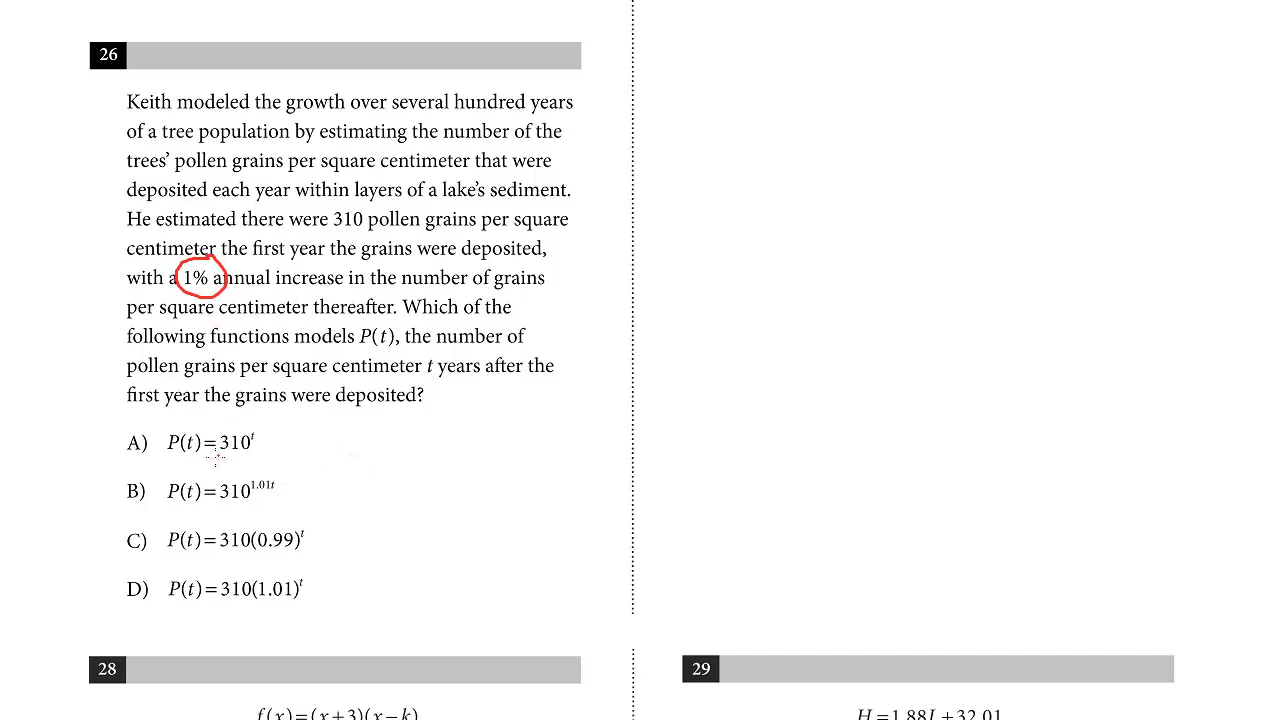 26
Keith modeled the growth over several hundred years
of a tree population by estimating the number of the
trees’ pollen grains per square centimeter that were
deposited each year within layers of a lake’s sediment.
He estimated there were 310 pollen grains per square
centimeter the first year the grains were deposited,
with a 1% annual increase in the number of grains
per square centimeter thereafter. Which of the
following functions models P(t), the number of
pollen grains per square centimeter t years after the
first year the grains were deposited?
A) P(t)=310^t
B) P(t)=310^1.01t
C) P(t)=310(0.99)^t
D) P(t)=310(1.01)^t
28
f(x)=(x+3)(x−k)
29
H=1.88L+32.01